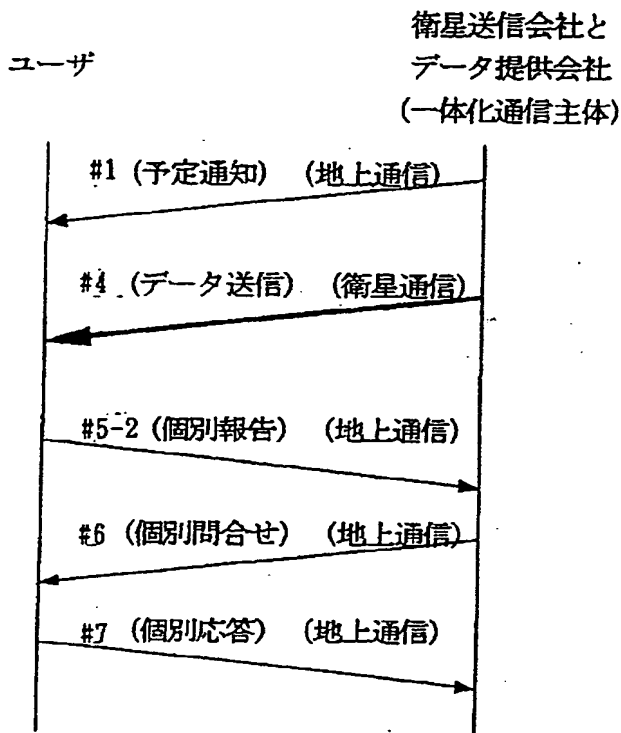 衛星送信会社と
ユーザ
データ提供会社
(一体化通信主体)
#1 (予定通知) (地上通信)
#4 (データ送信) (衛星通信)
#5-2 (個別報告) (地上通信)
#6 (個別問合せ) (地上通信)
#7 (個別応答) (地上通信)